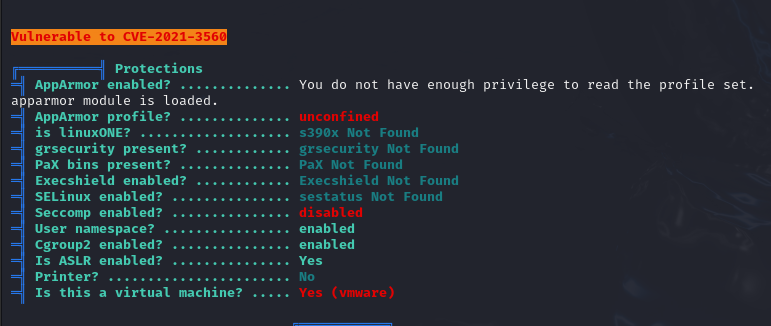 Vulnerable to CVE-2021-3560
╔══════════╣ Protections
═╣ AppArmor enabled? .............. You do not have enough privilege to read the profile set.
apparmor module is loaded.
═╣ AppArmor profile? .............. unconfined
═╣ is linuxONE? ................... s390x Not Found
═╣ grsecurity present? ............ grsecurity Not Found
═╣ PaX bins present? .............. PaX Not Found
═╣ Execshield enabled? ............ Execshield Not Found
═╣ SELinux enabled? ............... sestatus Not Found
═╣ Seccomp enabled? ............... disabled
═╣ User namespace? ................ enabled
═╣ Cgroup2 enabled? ............... enabled
═╣ Is ASLR enabled? ............... Yes
═╣ Printer? ....................... No
═╣ Is this a virtual machine? ..... Yes (vmware)